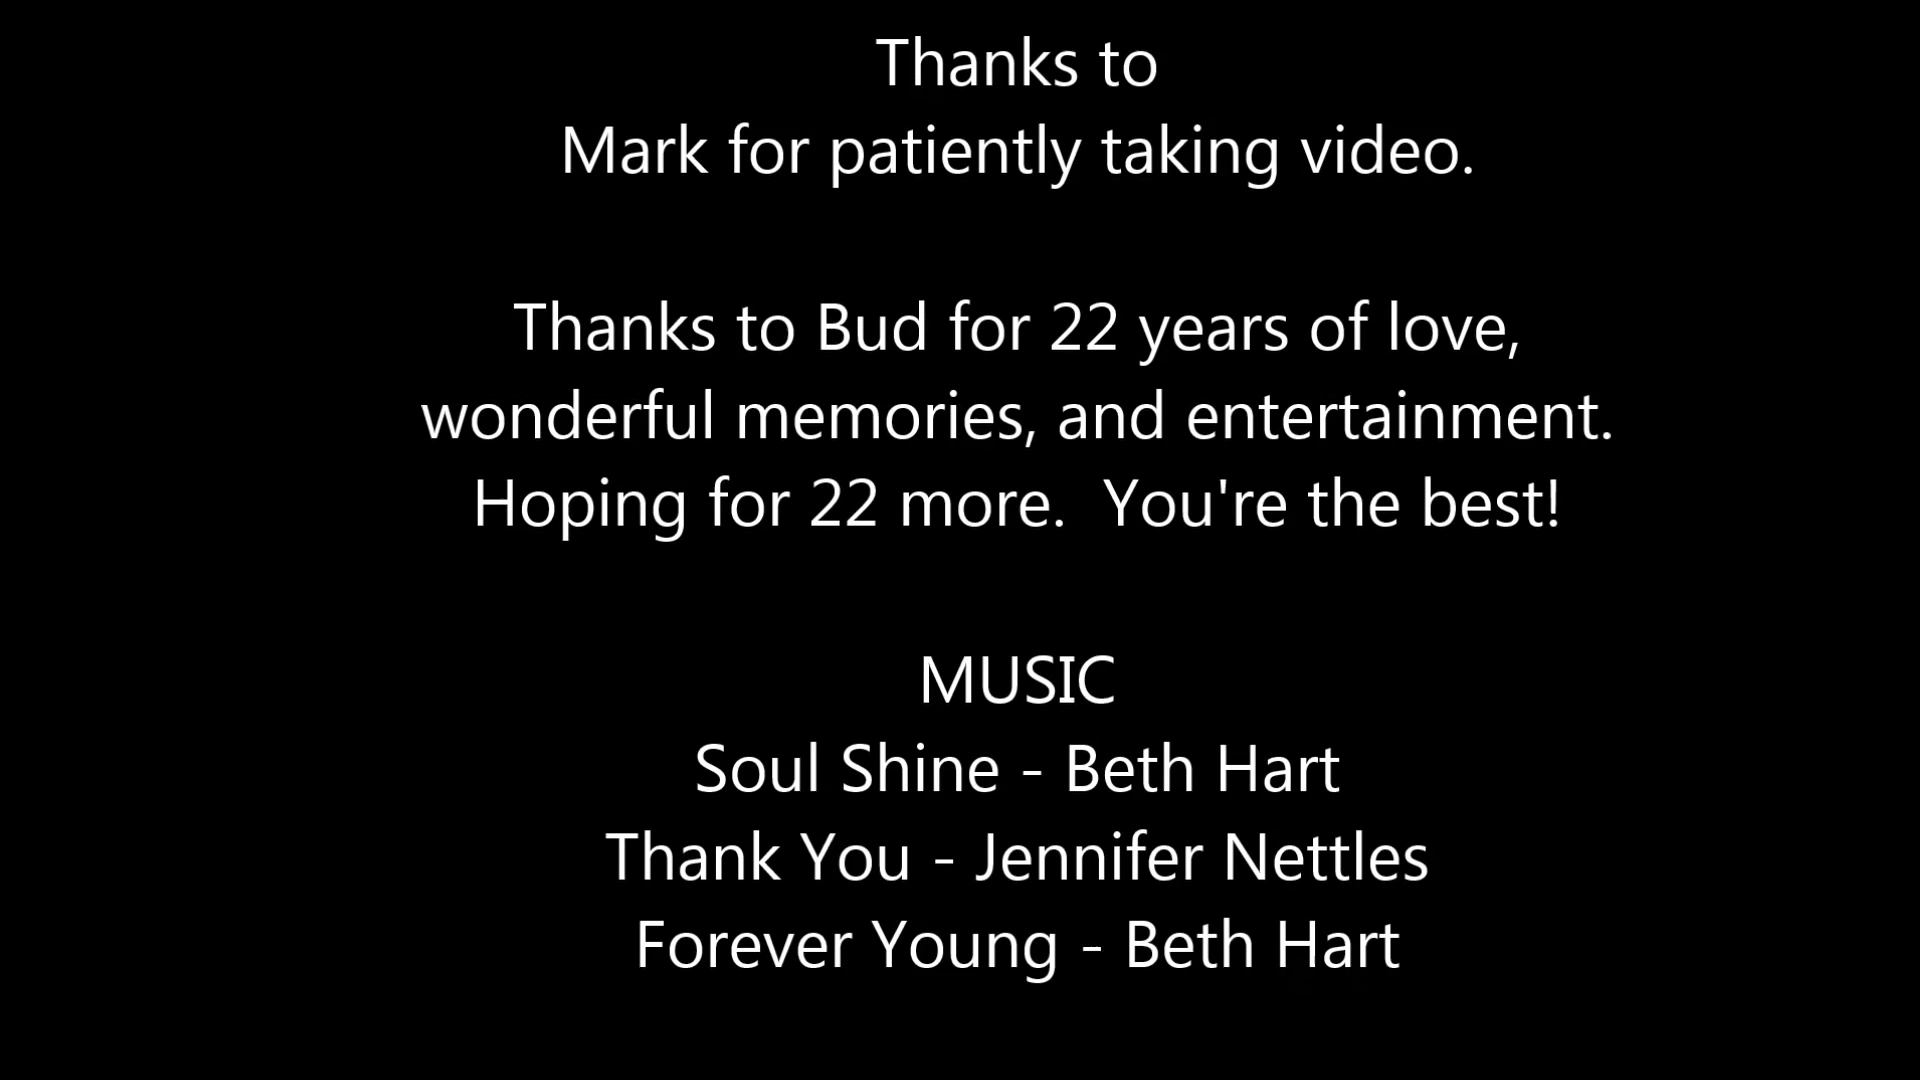 Thanks to
Mark for patiently taking video.
Thanks to Bud for 22 years of love,
wonderful memories, and entertainment.
Hoping for 22 more.  You're the best!
MUSIC
Soul Shine - Beth Hart
Thank You - Jennifer Nettles
Forever Young - Beth Hart